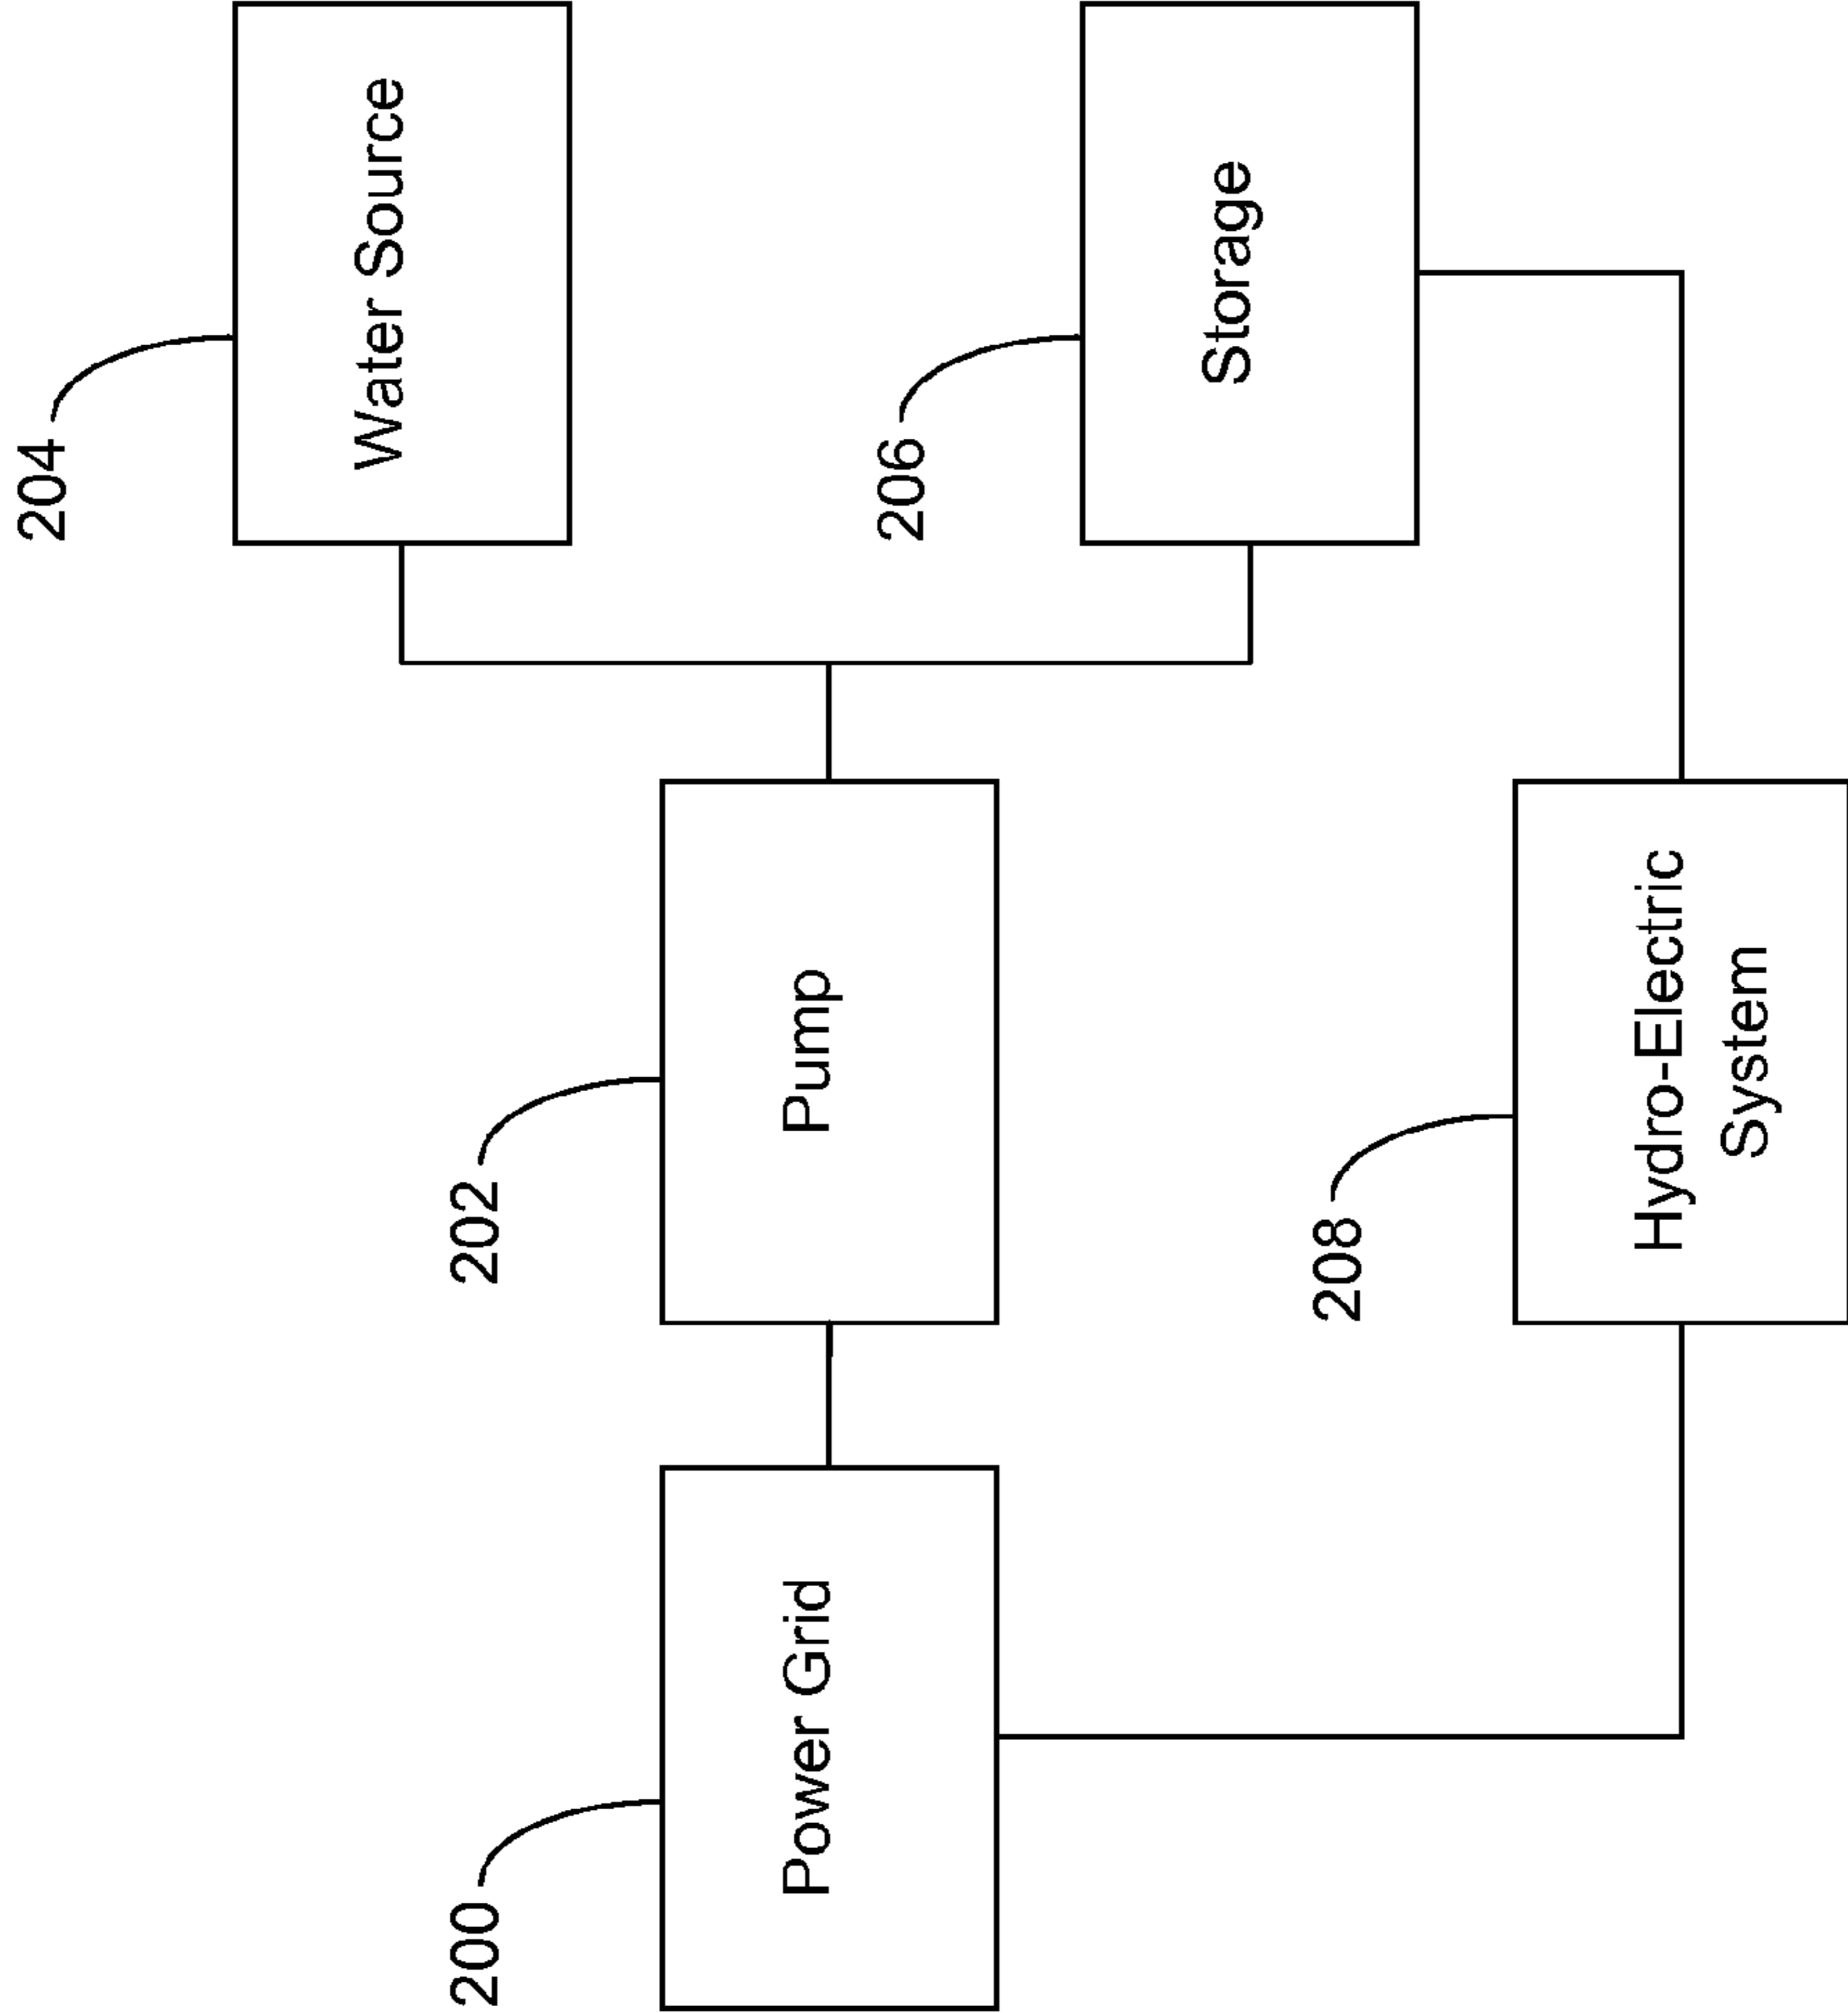 204
Water Source
202
Pump
200
Power Grid
206
Storage
208
Hydro-Electric
System